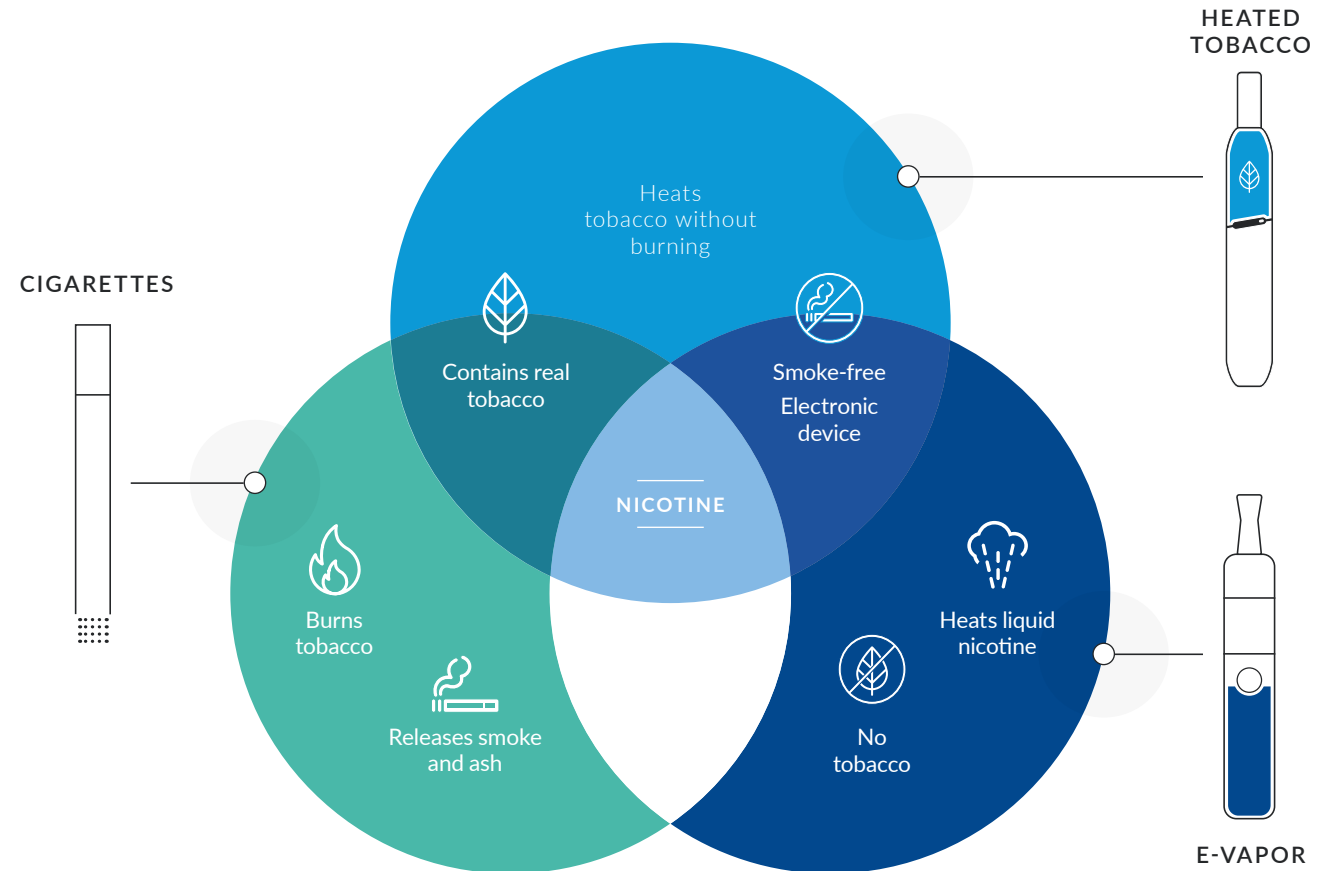 HEATED
TOBACCO
Heats
tobacco without
burning
CIGARETTES
Contains real
tobacco
Smoke-free
Electronic
device
NICOTINE
Burns
tobacco
Heats liquid
nicotine
Releases smoke
and ash
No
tobacco
E-VAPOR